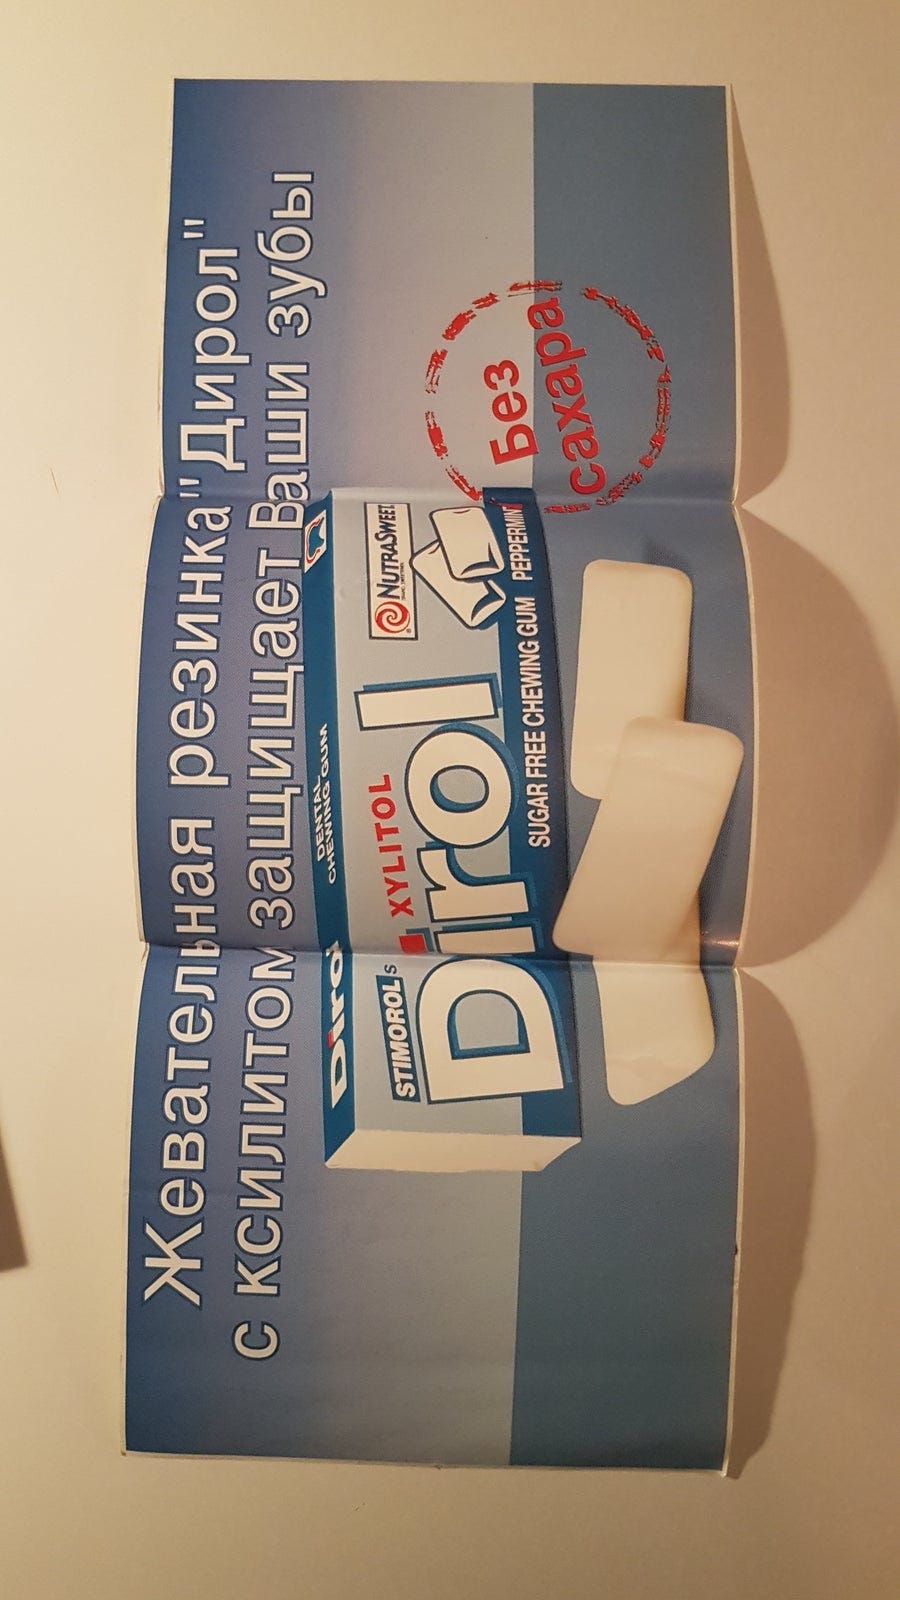 Жевательная резинка "Дирол"
с ксилитом защищает Ваши зубы
Dirol
DENTAL
CHEWING GUM
STIMOROL'S
XYLITOL
Dirol
NUTRASWEET
SUGAR FREE CHEWING GUM PEPPERMINT
Без
сахара